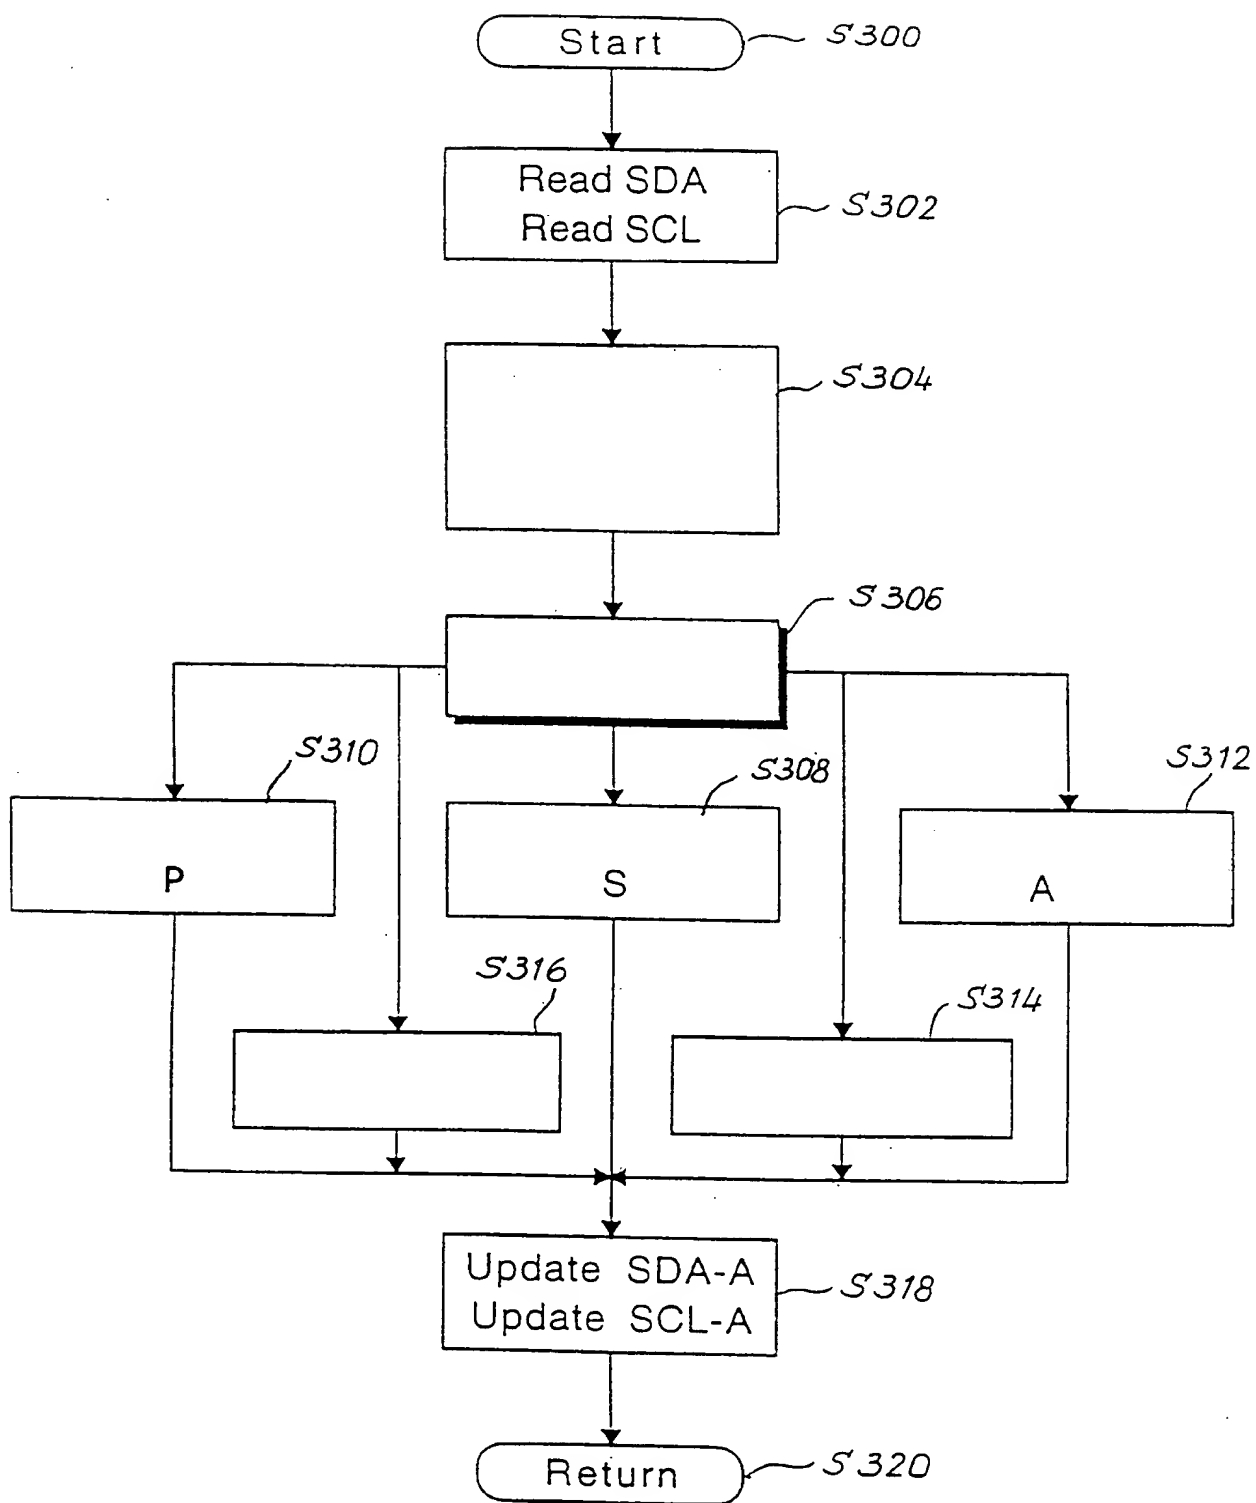 Start
S300
Read SDA
Read SCL
S302
S304
S306
S310
S308
S312
P
S
A
S316
S314
Update SDA-A
Update SCL-A
S318
Return
S320